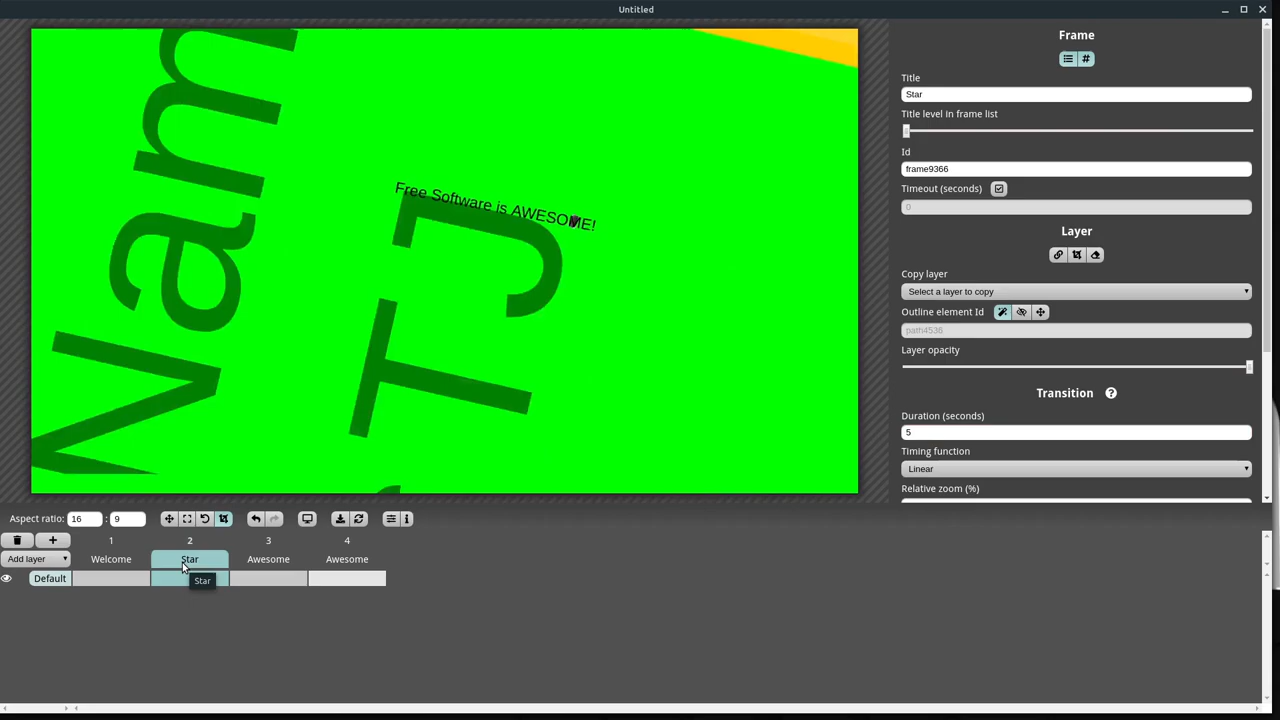 Untitled
Nam
T J
Free Software is AWESOME!
Frame
Title
Star
Title level in frame list
Id
frame9366
Timeout (seconds)
0
Layer
Copy layer
Select a layer to copy
Outline element Id
path4536
Layer opacity
Transition
Duration (seconds)
5
Timing function
Linear
Relative zoom (%)
Aspect ratio: 16 : 9
1 2 3 4
Add layer Welcome Star Awesome Awesome
Default
Star